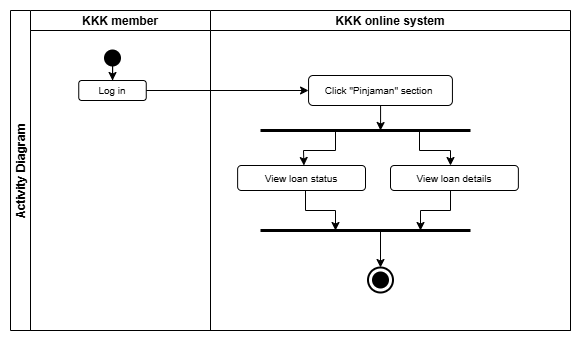 KKK member
KKK online system
Activity Diagram
Log in
Click "Pinjaman" section
View loan status
View loan details